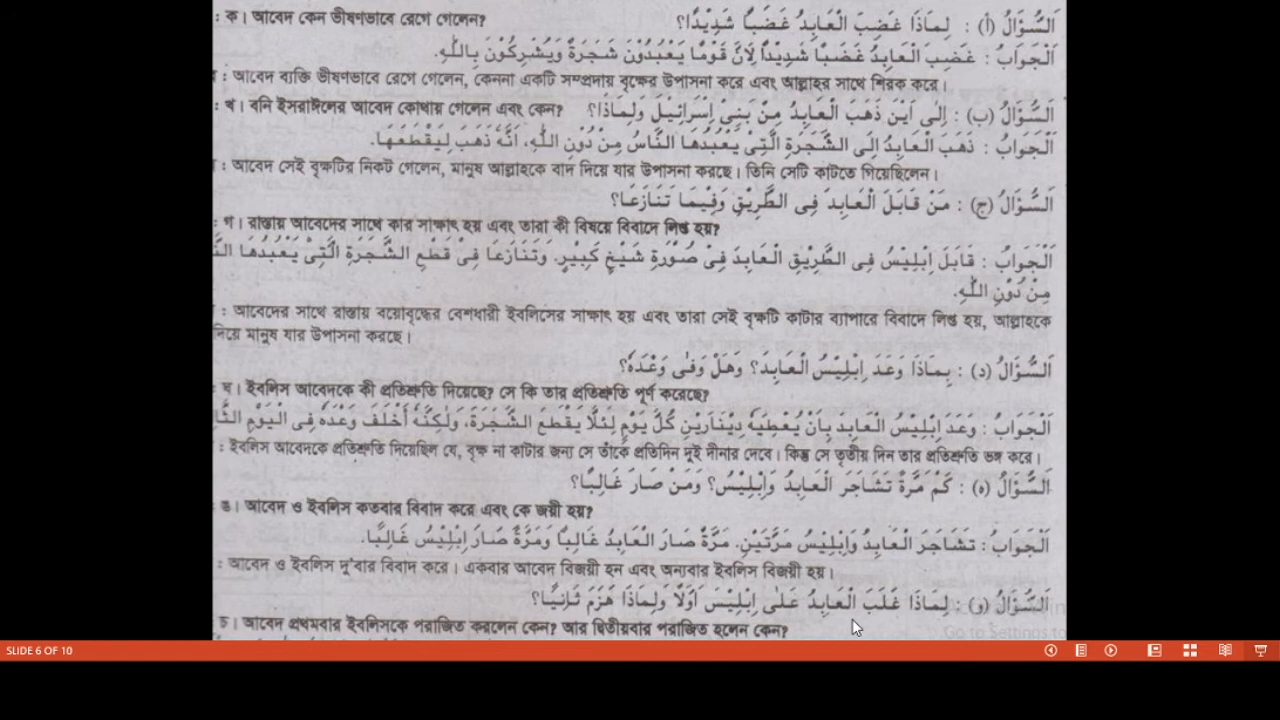 اَلسُّؤَالُ (أ) : لِمَاذَا غَضِبَ الْعَابِدُ غَضَبًا شَدِيْدًا؟ : ক। আবেদ কেন ভীষণভাবে রেগে গেলেন?
اَلْجَوَابُ : غَضِبَ الْعَابِدُ غَضَبًا شَدِيْدًا لِاَنَّ قَوْمًا يَعْبُدُوْنَ شَجَرَةً وَيُشْرِكُوْنَ بِاللّٰهِ.
: আবেদ ব্যক্তি ভীষণভাবে রেগে গেলেন, কেননা একটি সম্প্রদায় বৃক্ষের উপাসনা করে এবং আল্লাহর সাথে শিরক করে।
اَلسُّؤَالُ (ب) : اِلٰى اَيْنَ ذَهَبَ الْعَابِدُ مِنْ بَنِيْ اِسْرَائِيْلَ وَلِمَاذَا؟ : খ। বনি ইসরাঈলের আবেদ কোথায় গেলেন এবং কেন?
اَلْجَوَابُ : ذَهَبَ الْعَابِدُ اِلَى الشَّجَرَةِ الَّتِيْ يَعْبُدُهَا النَّاسُ مِنْ دُوْنِ اللّٰهِ، اَنَّهُ ذَهَبَ لِيَقْطَعَهَا.
: আবেদ সেই বৃক্ষটির নিকট গেলেন, মানুষ আল্লাহকে বাদ দিয়ে যার উপাসনা করছে। তিনি সেটি কাটতে গিয়েছিলেন।
اَلسُّؤَالُ (ج) : مَنْ قَابَلَ الْعَابِدَ فِى الطَّرِيْقِ وَفِيْمَا تَنَازَعَا؟
: গ। রাস্তায় আবেদের সাথে কার সাক্ষাৎ হয় এবং তারা কী বিষয়ে বিবাদে লিপ্ত হয়?
اَلْجَوَابُ : قَابَلَ اِبْلِيْسُ فِى الطَّرِيْقِ الْعَابِدَ فِىْ صُوْرَةِ شَيْخٍ كَبِيْرٍ. وَتَنَازَعَا فِىْ قَطْعِ الشَّجَرَةِ الَّتِىْ يَعْبُدُهَا
مِنْ دُوْنِ اللّٰهِ.
: আবেদের সাথে রাস্তায় বয়োবৃদ্ধের বেশধারী ইবলিসের সাক্ষাৎ হয় এবং তারা সেই বৃক্ষটি কাটার ব্যাপারে বিবাদে লিপ্ত হয়, আল্লাহকে
দিয়ে মানুষ যার উপাসনা করছে।
اَلسُّؤَالُ (د) : بِمَاذَا وَعَدَ اِبْلِيْسُ الْعَابِدَ؟ وَهَلْ وَفٰى وَعْدَهُ؟
: ঘ। ইবলিস আবেদকে কী প্রতিশ্রুতি দিয়েছে? সে কি তার প্রতিশ্রুতি পূর্ণ করেছে?
اَلْجَوَابُ : وَعَدَ اِبْلِيْسُ الْعَابِدَ بِاَنْ يُعْطِيَهُ دِيْنَارَيْنِ كُلَّ يَوْمٍ لِئَلَّا يَقْطَعَ الشَّجَرَةَ، وَلٰكِنَّهُ أَخْلَفَ وَعْدَهُ فِى الْيَوْمِ
: ইবলিস আবেদকে প্রতিশ্রুতি দিয়েছিল যে, বৃক্ষ না কাটার জন্য সে তাঁকে প্রতিদিন দুই দীনার দেবে। কিন্তু সে তৃতীয় দিন তার প্রতিশ্রুতি ভঙ্গ করে।
اَلسُّؤَالُ (ه) : كَمْ مَرَّةً تَشَاجَرَ الْعَابِدُ وَاِبْلِيْسُ؟ وَمَنْ صَارَ غَالِبًا؟
: ঙ। আবেদ ও ইবলিস কতবার বিবাদ করে এবং কে জয়ী হয়?
اَلْجَوَابُ : تَشَاجَرَ الْعَابِدُ وَاِبْلِيْسُ مَرَّتَيْنِ. مَرَّةً صَارَ الْعَابِدُ غَالِبًا وَمَرَّةً صَارَ اِبْلِيْسُ غَالِبًا.
: আবেদ ও ইবলিস দু'বার বিবাদ করে। একবার আবেদ বিজয়ী হন এবং অন্যবার ইবলিস বিজয়ী হয়।
اَلسُّؤَالُ (و) : لِمَاذَا غَلَبَ الْعَابِدُ عَلٰى اِبْلِيْسَ اَوَّلًا وَلِمَاذَا هَزَمَ ثَانِيًا؟
: চ। আবেদ প্রথমবার ইবলিসকে পরাজিত করলেন কেন? আর দ্বিতীয়বার পরাজিত হলেন কেন?
Go to Settings to
SLIDE 6 OF 10